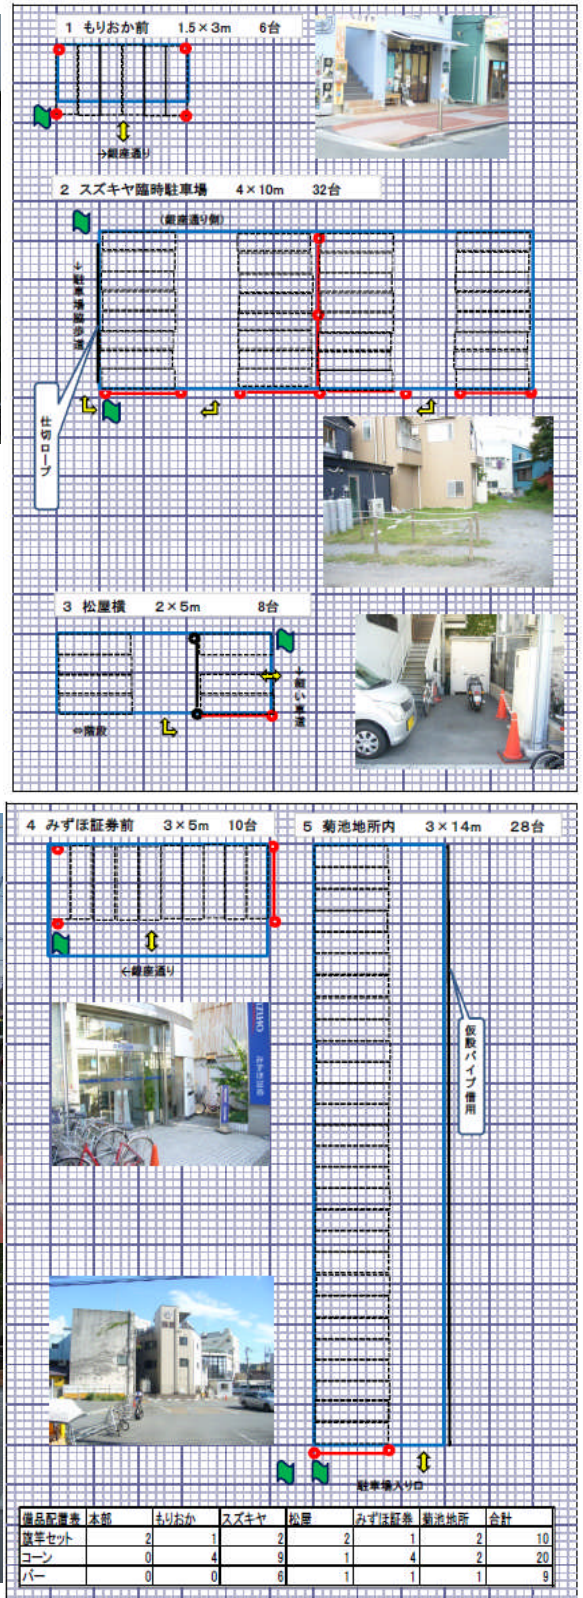 1 もりおか前 1.5×3m 6台
→銀座通り
2 スズキヤ臨時駐車場 4×10m 32台
(銀座通り側)
↓駐車場脇歩道
仕切ロープ
3 松屋横 2×5m 8台
↓細い車道
⇔階段
4 みずほ証券前 3×5m 10台
←銀座通り
みずほ証券
5 菊池地所内 3×14m 28台
仮設パイプ借用
駐車場入り口
備品配置表 本部 もりおか スズキヤ 松屋 みずほ証券 菊池地所 合計
旗竿セット 2 1 2 2 1 2 10
コーン 0 4 9 1 4 2 20
バー 0 0 6 1 1 1 9